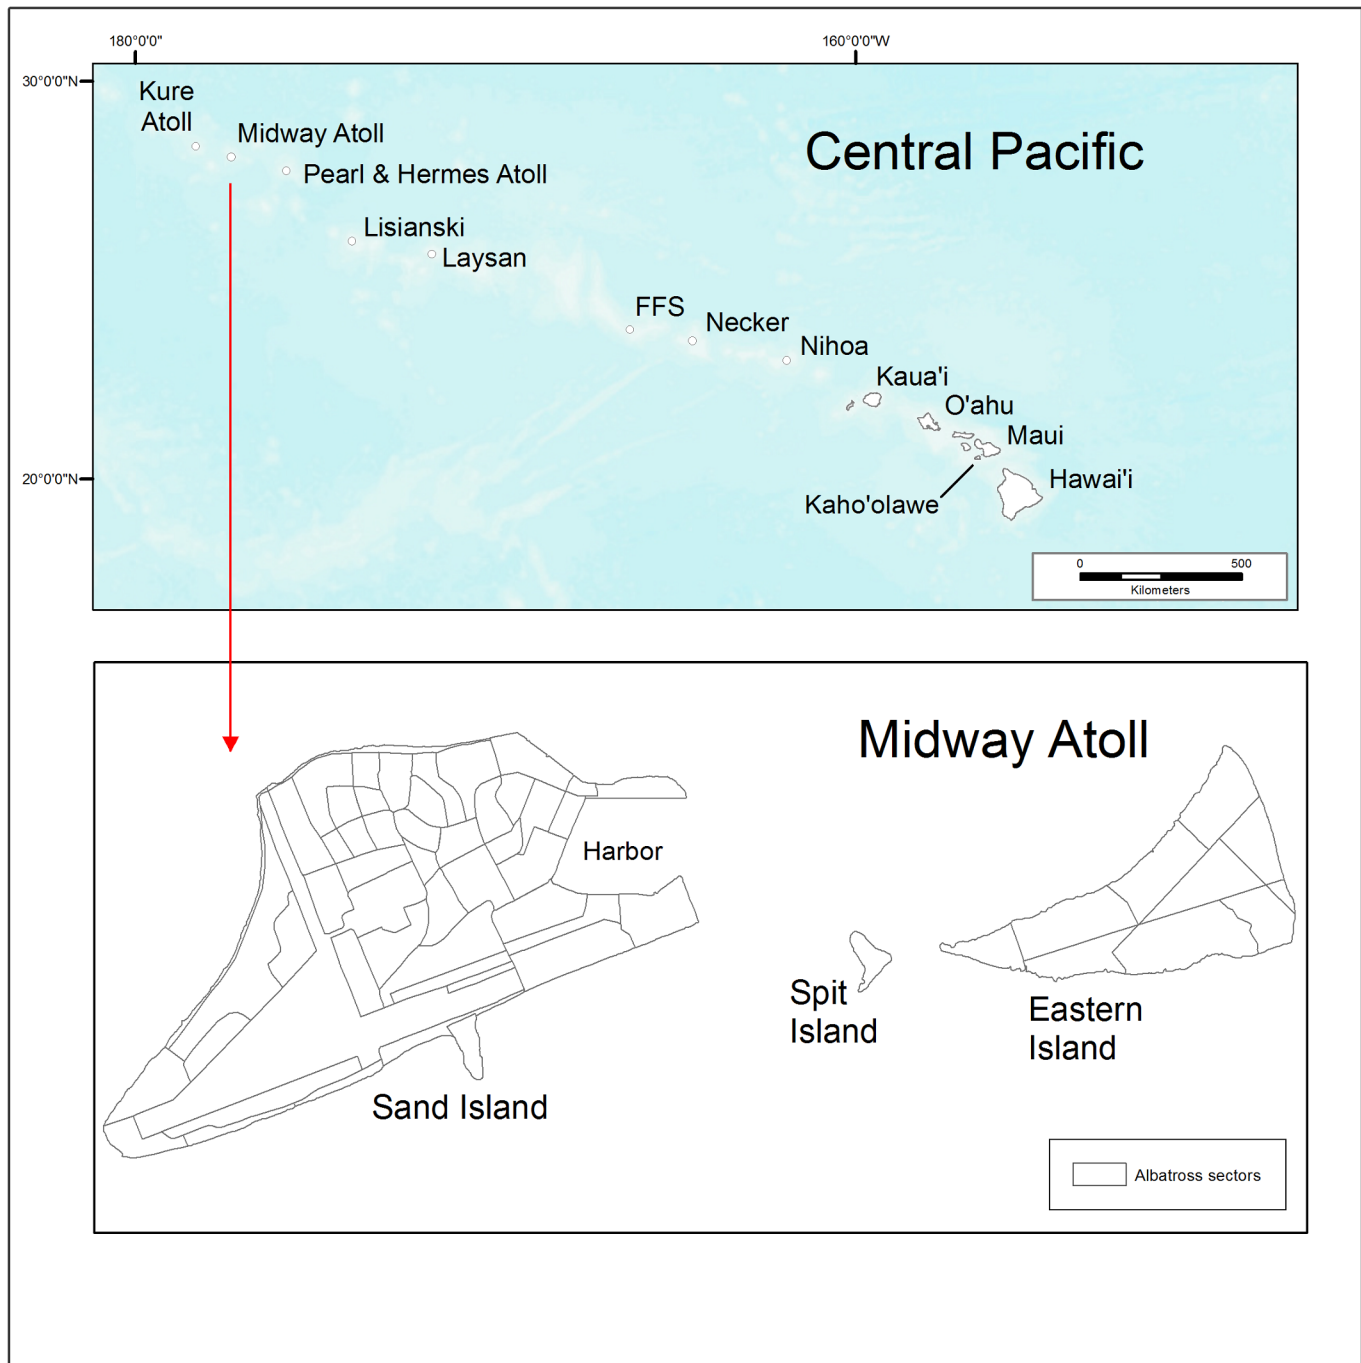 180°0'0"
160°0'0"W
30°0'0"N
Kure
Atoll
Midway Atoll
Central Pacific
Pearl & Hermes Atoll
Lisianski
Laysan
FFS
Necker
Nihoa
Kaua'i
O'ahu
Maui
20°0'0"N
Hawai'i
Kaho'olawe
0 500
Kilometers
Midway Atoll
Harbor
Spit
Island
Eastern
Island
Sand Island
Albatross sectors